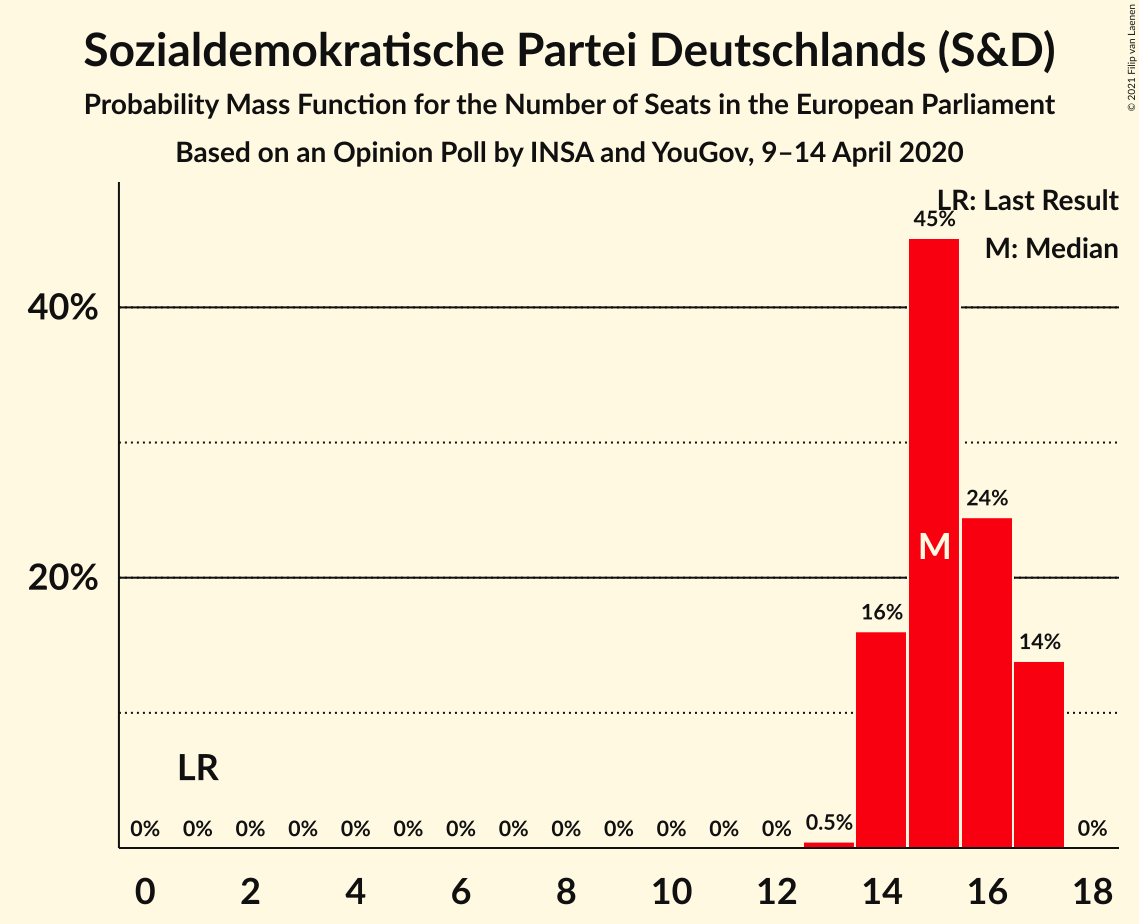 Sozialdemokratische Partei Deutschlands (S&D)
Probability Mass Function for the Number of Seats in the European Parliament
Based on an Opinion Poll by INSA and YouGov, 9–14 April 2020
© 2021 Filip van Laenen
LR: Last Result
M: Median
45%
40%
24%
M
20%
16%
14%
LR
0% 0% 0% 0% 0% 0% 0% 0% 0% 0% 0% 0% 0% 0.5% 0%
0 2 4 6 8 10 12 14 16 18